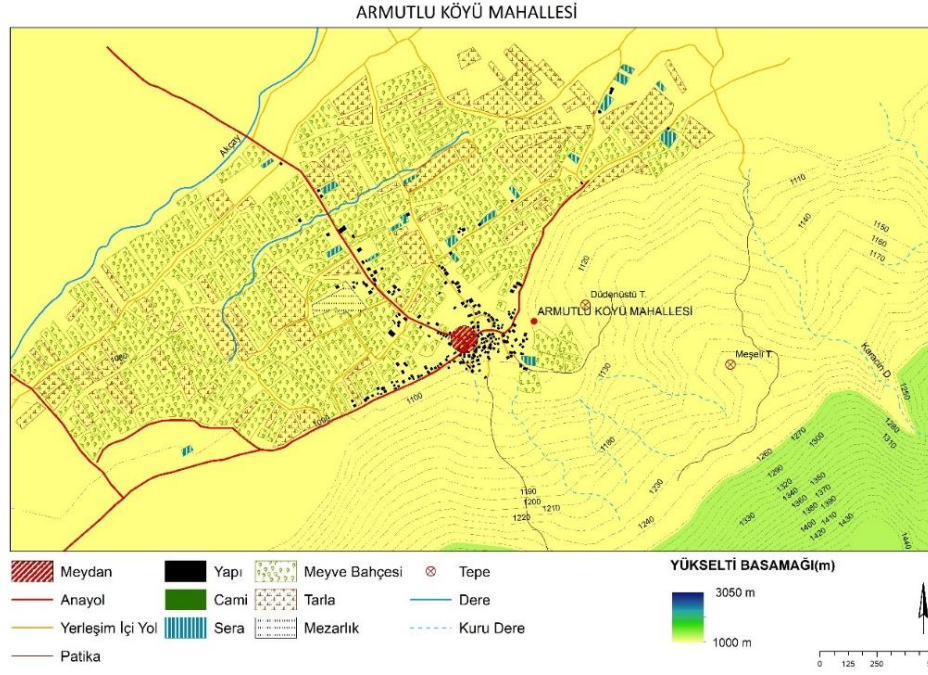 ARMUTLU KÖYÜ MAHALLESİ
Akçay
1110
1140
1150
1160
1170
1120
Düdenüstü T.
ARMUTLU KÖYÜ MAHALLESİ
Meşeli T.
Karacin D.
1130
1100
1180
1250
1260
1270
1280
1290
1300
1310
1320
1340
1350
1360
1370
1380
1390
1400
1410
1420
1430
1440
1330
1190
1200
1210
1220
1230
1240
Meydan
Yapı
Meyve Bahçesi
Tepe
Anayol
Cami
Tarla
Dere
Yerleşim İçi Yol
Sera
Mezarlık
Kuru Dere
Patika
YÜKSELTİ BASAMAĞI(m)
3050 m
1000 m
0 125 250